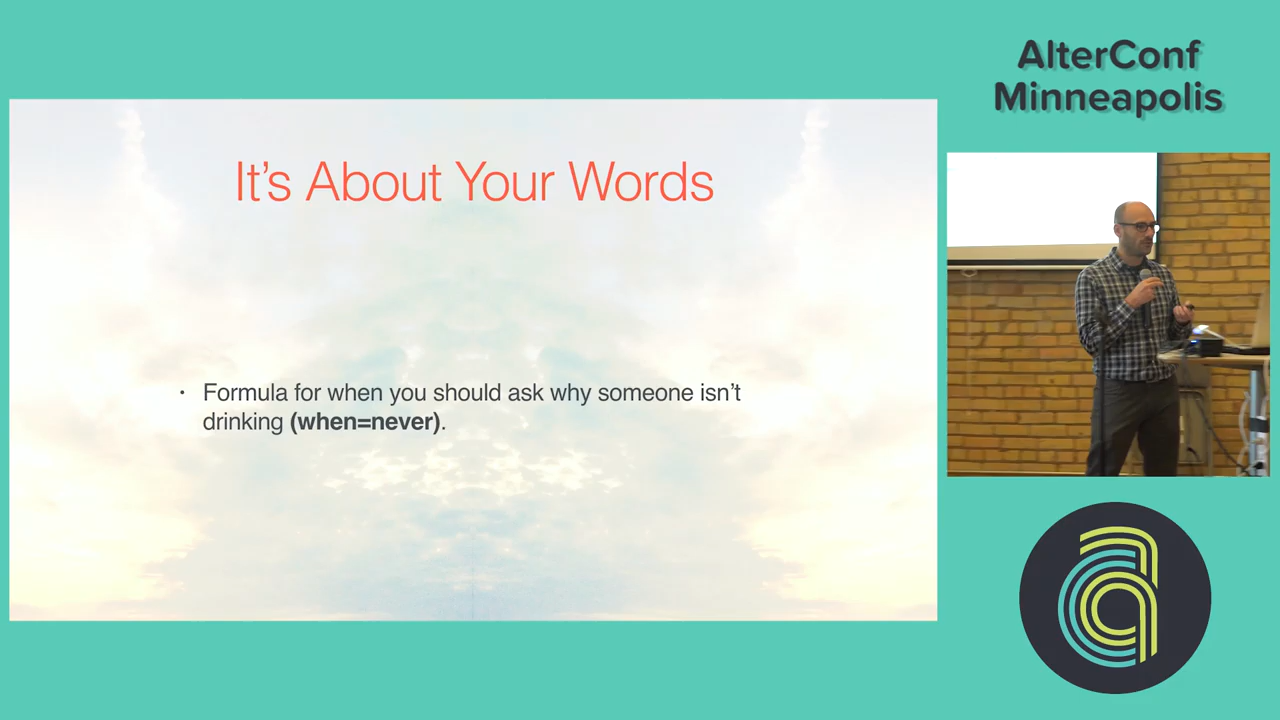 AlterConf
Minneapolis
It's About Your Words
· Formula for when you should ask why someone isn't
drinking (when=never).